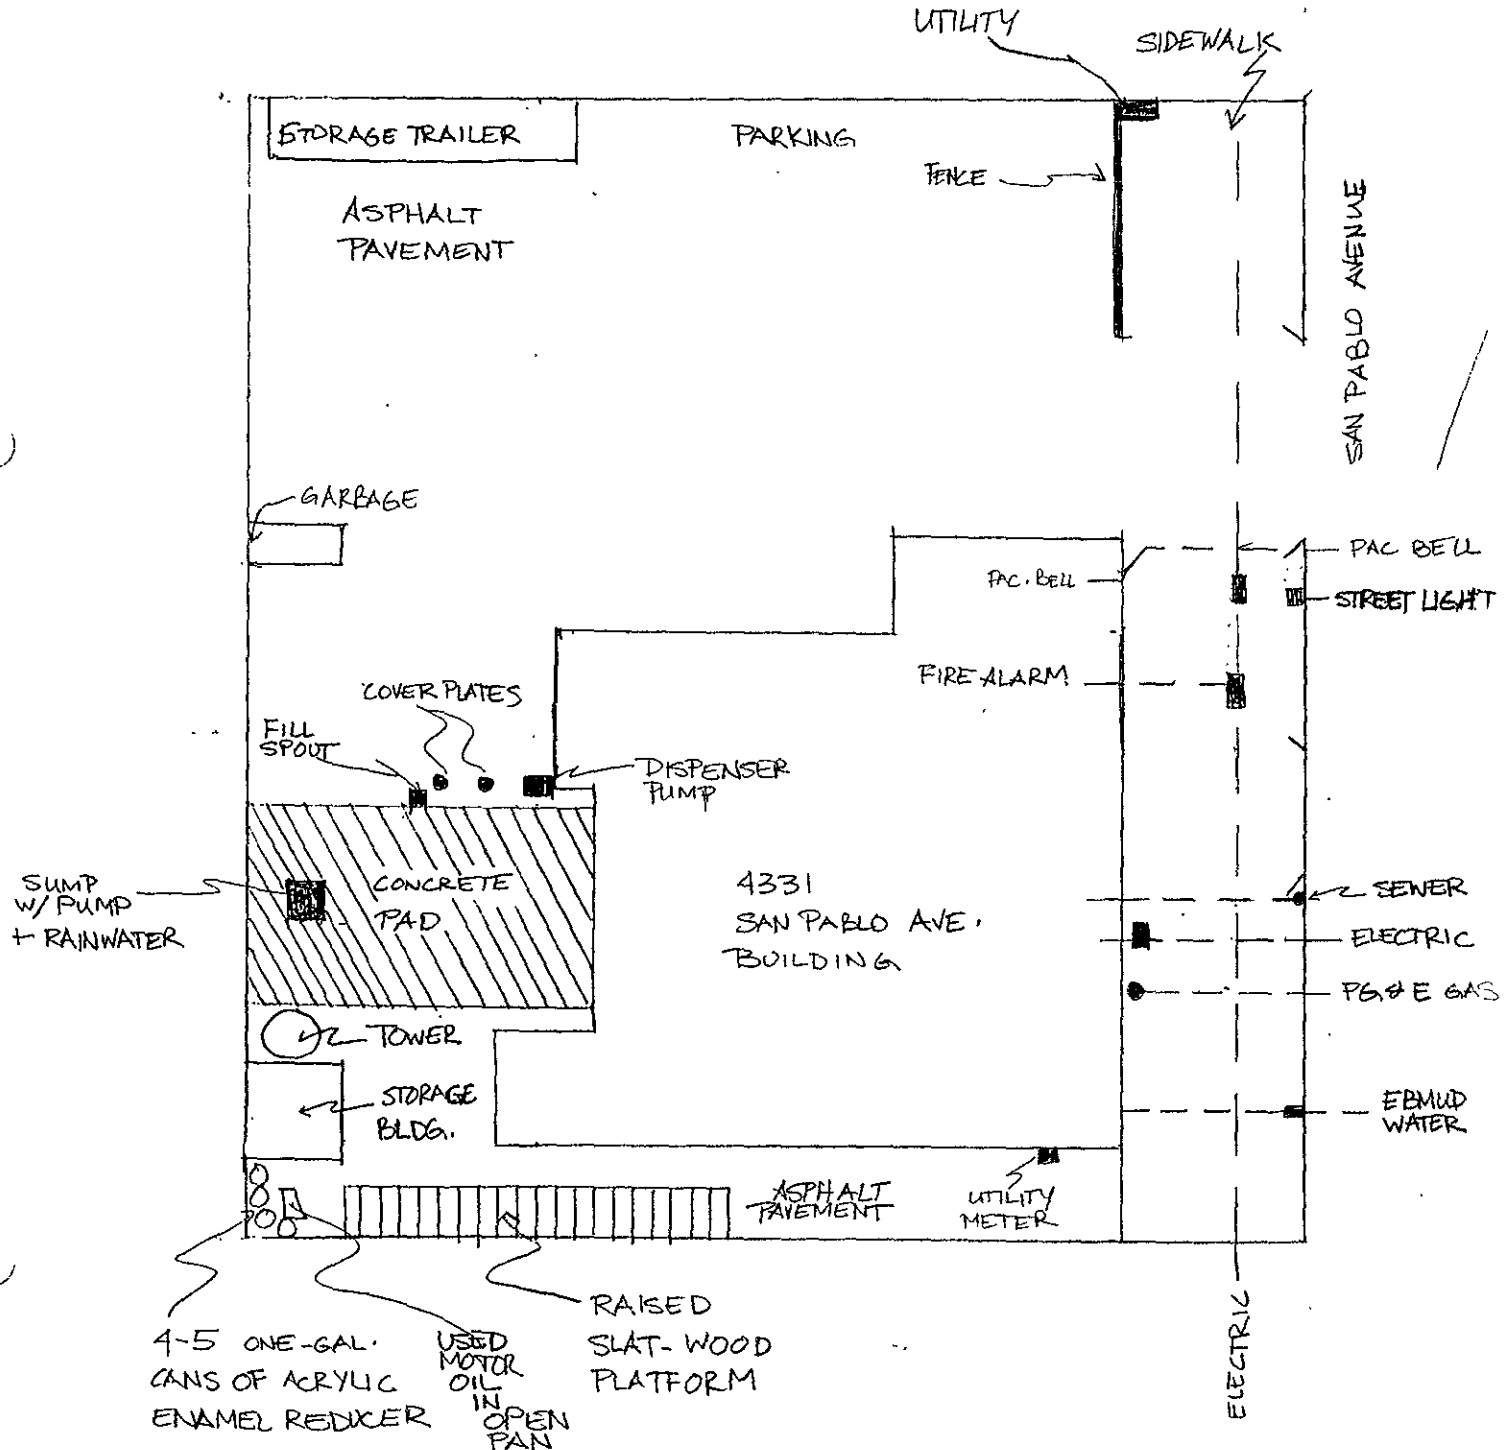 UTILITY
SIDEWALK
STORAGE TRAILER
PARKING
FENCE
ASPHALT
PAVEMENT
SAN PABLO AVENUE
GARBAGE
PAC BELL
PAC. BELL
STREET LIGHT
FIRE ALARM
COVER PLATES
FILL
SPOUT
DISPENSER
PUMP
SUMP
W/ PUMP
+ RAINWATER
CONCRETE
PAD
4331
SAN PABLO AVE.
BUILDING
SEWER
ELECTRIC
PG & E GAS
TOWER
STORAGE
BLDG.
EBMUD
WATER
ASPHALT
PAVEMENT
UTILITY
METER
4-5 ONE-GAL.
CANS OF ACRYLIC
ENAMEL REDUCER
USED
MOTOR
OIL
IN
OPEN
PAN
RAISED
SLAT-WOOD
PLATFORM
ELECTRIC